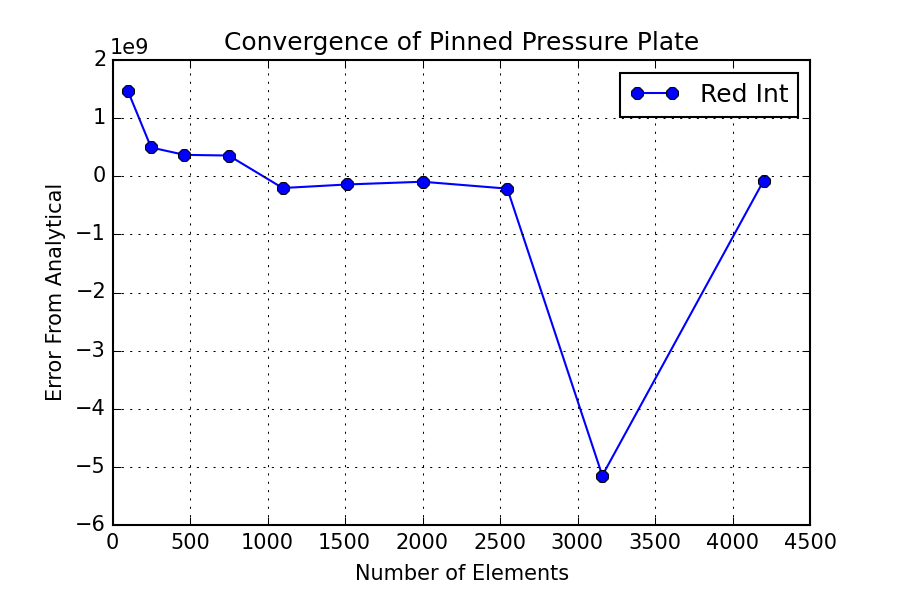 Convergence of Pinned Pressure Plate
1e9
Red Int
2
1
0
−1
−2
−3
−4
−5
−6
Error From Analytical
0 500 1000 1500 2000 2500 3000 3500 4000 4500
Number of Elements